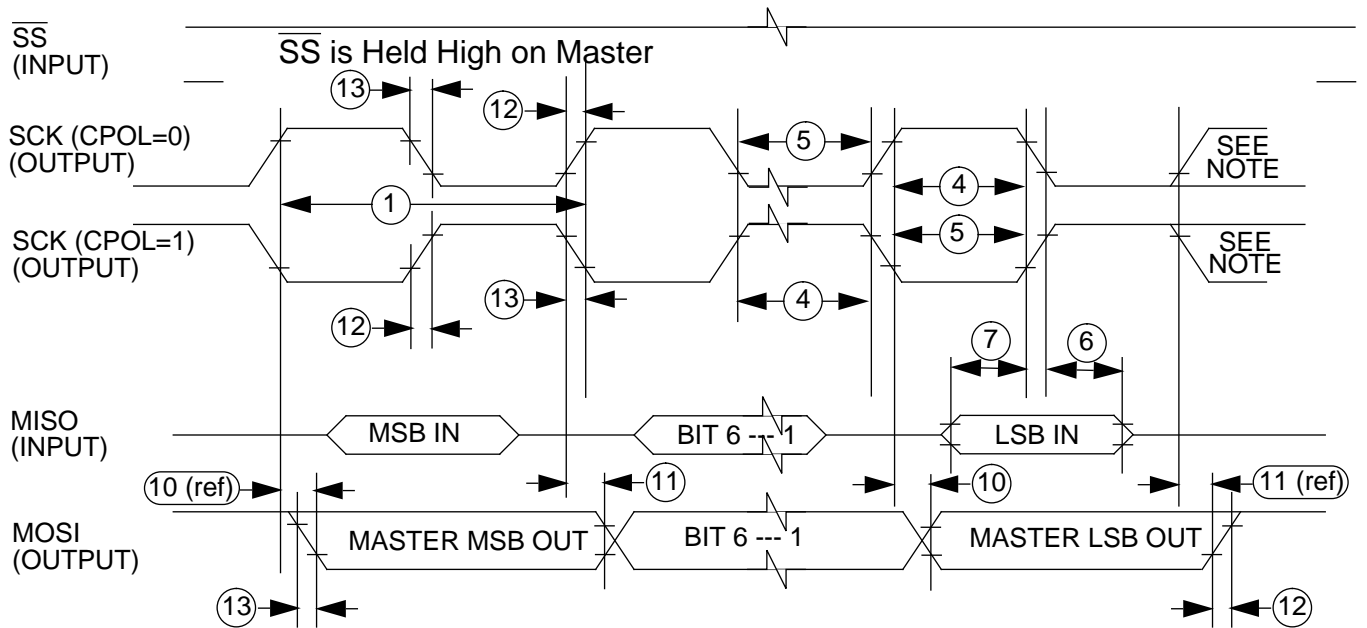 SS
(INPUT)
SS is Held High on Master
13
12
SCK (CPOL=0)
(OUTPUT)
5
SEE
NOTE
1
4
SCK (CPOL=1)
(OUTPUT)
5
SEE
NOTE
13
4
12
7
6
MISO
(INPUT)
MSB IN
BIT 6 --- 1
LSB IN
10 (ref)
11
10
11 (ref)
MOSI
(OUTPUT)
MASTER MSB OUT
BIT 6 --- 1
MASTER LSB OUT
13
12